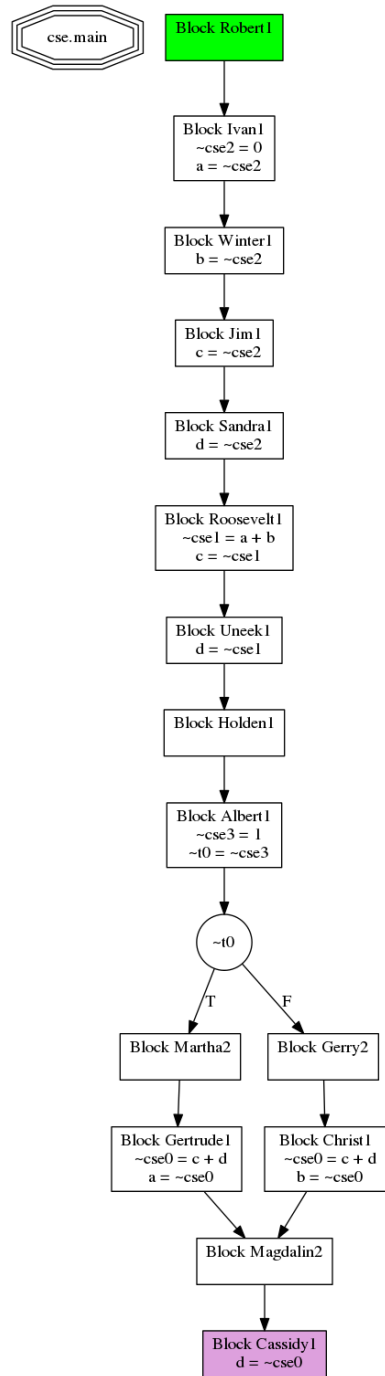 cse.main
Block Robert1
Block Ivan1
~cse2 = 0
a = ~cse2
Block Winter1
b = ~cse2
Block Jim1
c = ~cse2
Block Sandra1
d = ~cse2
Block Roosevelt1
~cse1 = a + b
c = ~cse1
Block Uneek1
d = ~cse1
Block Holden1
Block Albert1
~cse3 = 1
~t0 = ~cse3
~t0
T
F
Block Martha2
Block Gerry2
Block Gertrude1
~cse0 = c + d
a = ~cse0
Block Christ1
~cse0 = c + d
b = ~cse0
Block Magdalin2
Block Cassidy1
d = ~cse0